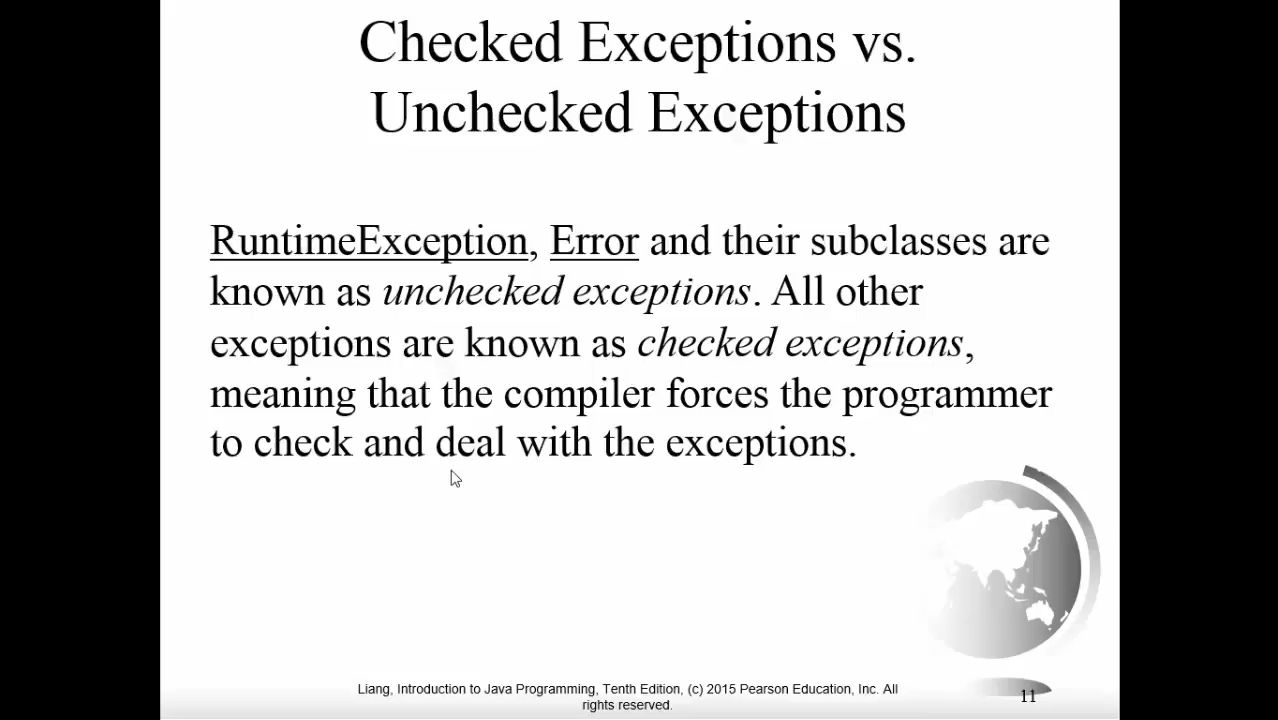 Checked Exceptions vs.
Unchecked Exceptions
RuntimeException, Error and their subclasses are
known as unchecked exceptions. All other
exceptions are known as checked exceptions,
meaning that the compiler forces the programmer
to check and deal with the exceptions.
Liang, Introduction to Java Programming, Tenth Edition, (c) 2015 Pearson Education, Inc. All
rights reserved.
11